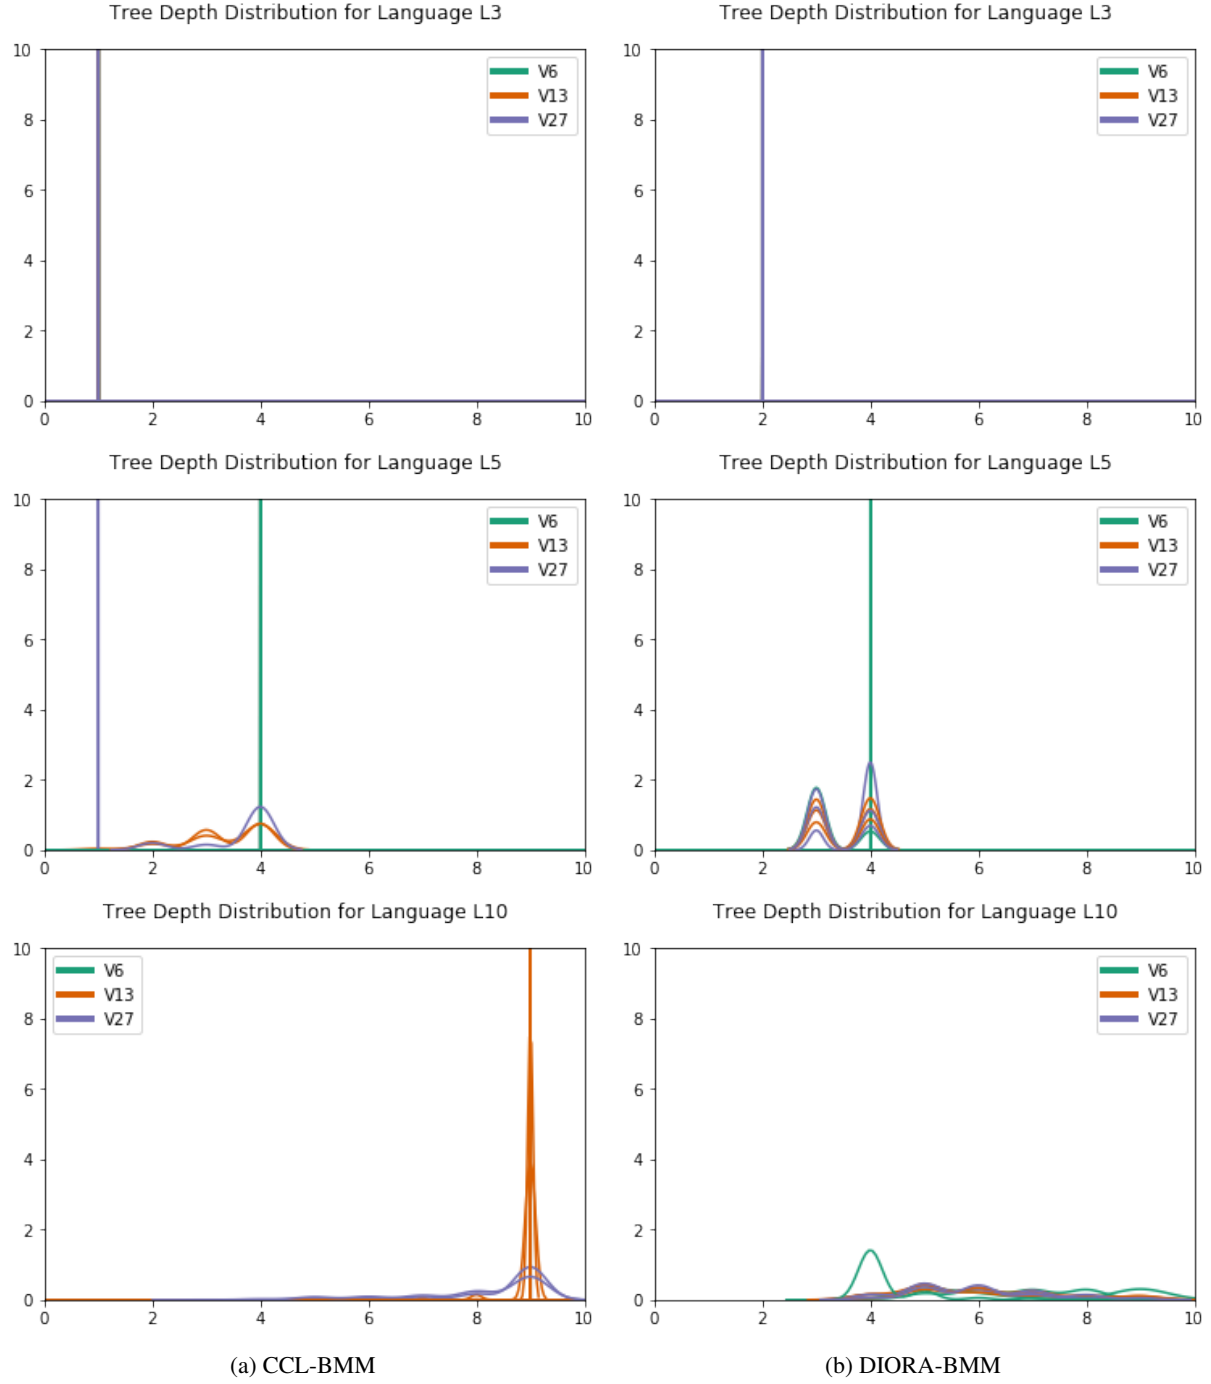 Tree Depth Distribution for Language L3
10
8
6
4
2
0
0 2 4 6 8 10
V6
V13
V27
Tree Depth Distribution for Language L3
10
8
6
4
2
0
0 2 4 6 8 10
V6
V13
V27
Tree Depth Distribution for Language L5
10
8
6
4
2
0
0 2 4 6 8 10
V6
V13
V27
Tree Depth Distribution for Language L5
10
8
6
4
2
0
0 2 4 6 8 10
V6
V13
V27
Tree Depth Distribution for Language L10
10
8
6
4
2
0
0 2 4 6 8 10
V6
V13
V27
Tree Depth Distribution for Language L10
10
8
6
4
2
0
0 2 4 6 8 10
V6
V13
V27
(a) CCL-BMM
(b) DIORA-BMM